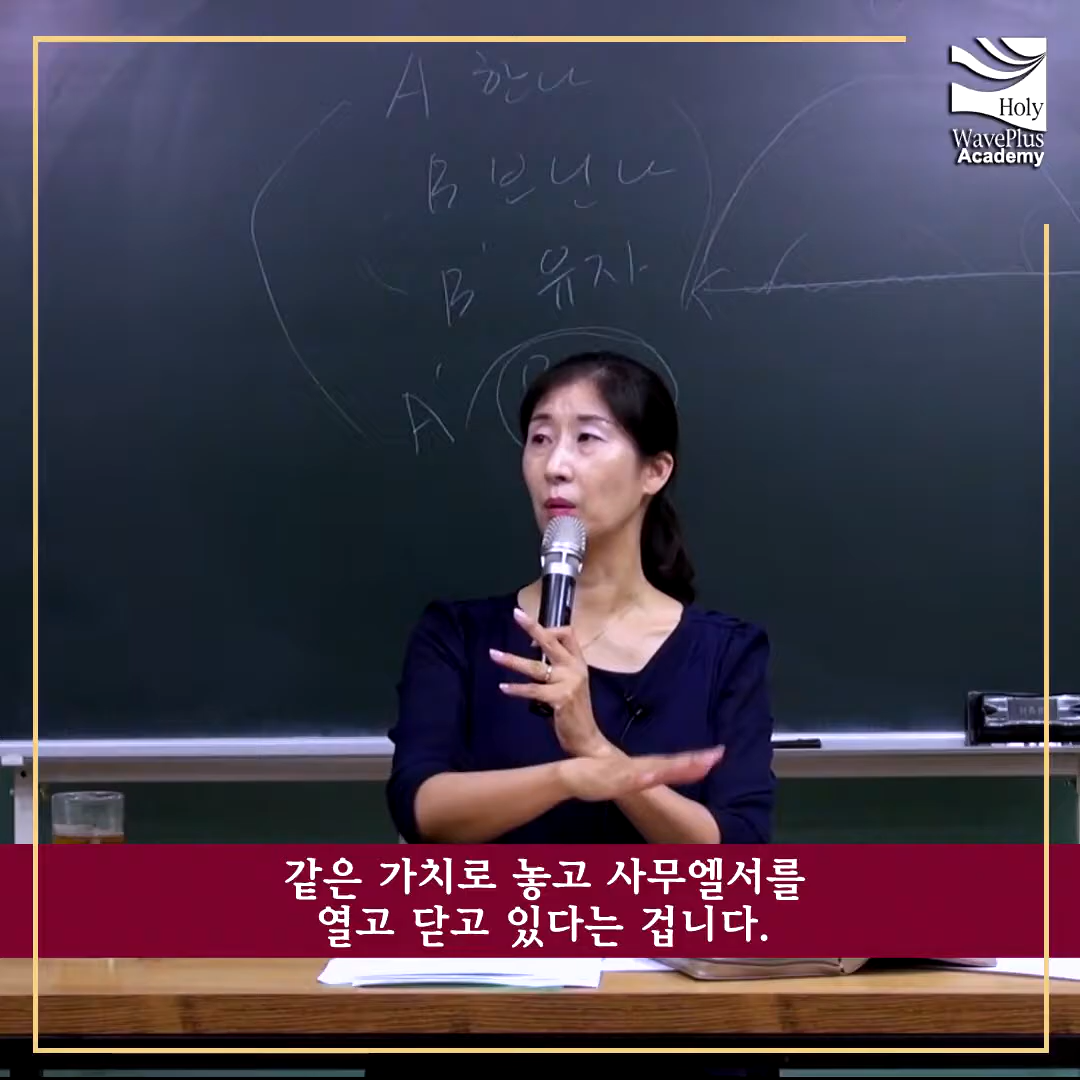 Holy
WavePlus
Academy
A 한나
B 브닌나
B' 유자
A'
같은 가치로 놓고 사무엘서를
열고 닫고 있다는 겁니다.